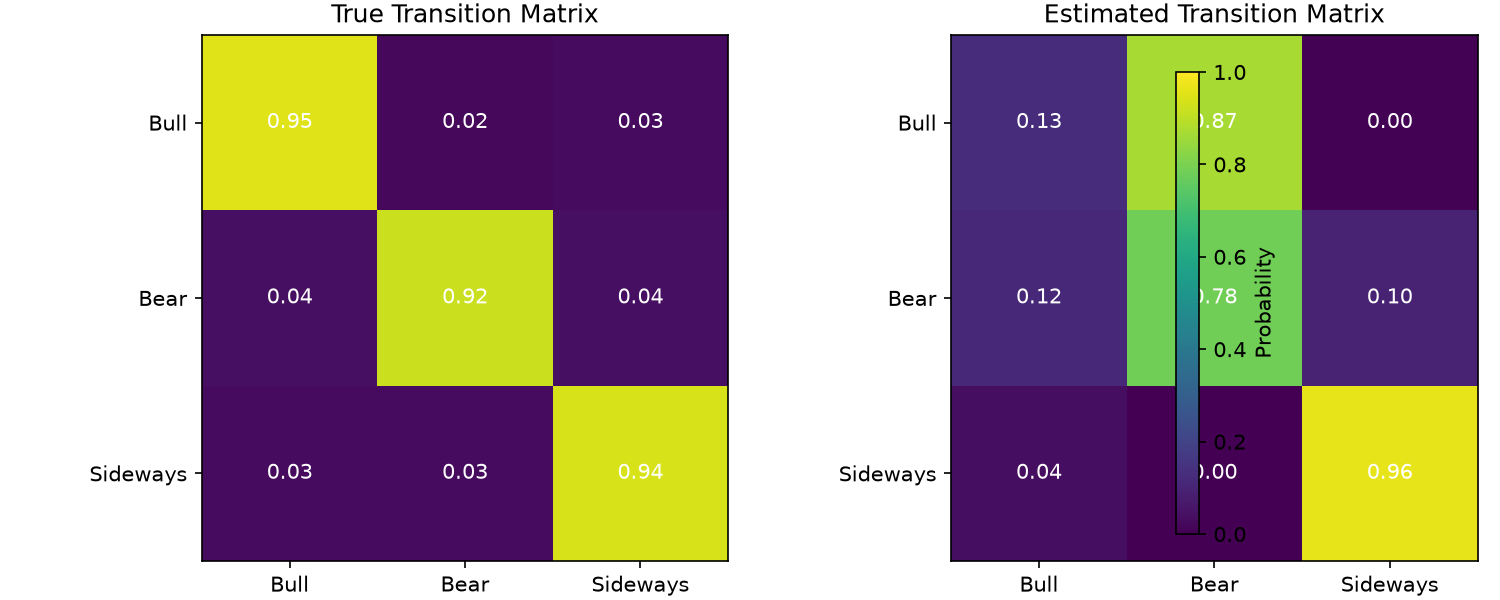 True Transition Matrix
Bull 0.95 0.02 0.03
Bear 0.04 0.92 0.04
Sideways 0.03 0.03 0.94
Bull Bear Sideways
Estimated Transition Matrix
Bull 0.13 0.87 0.00
Bear 0.12 0.78 0.10
Sideways 0.04 0.00 0.96
Bull Bear Sideways
1.0
0.8
0.6
0.4
0.2
0.0
Probability